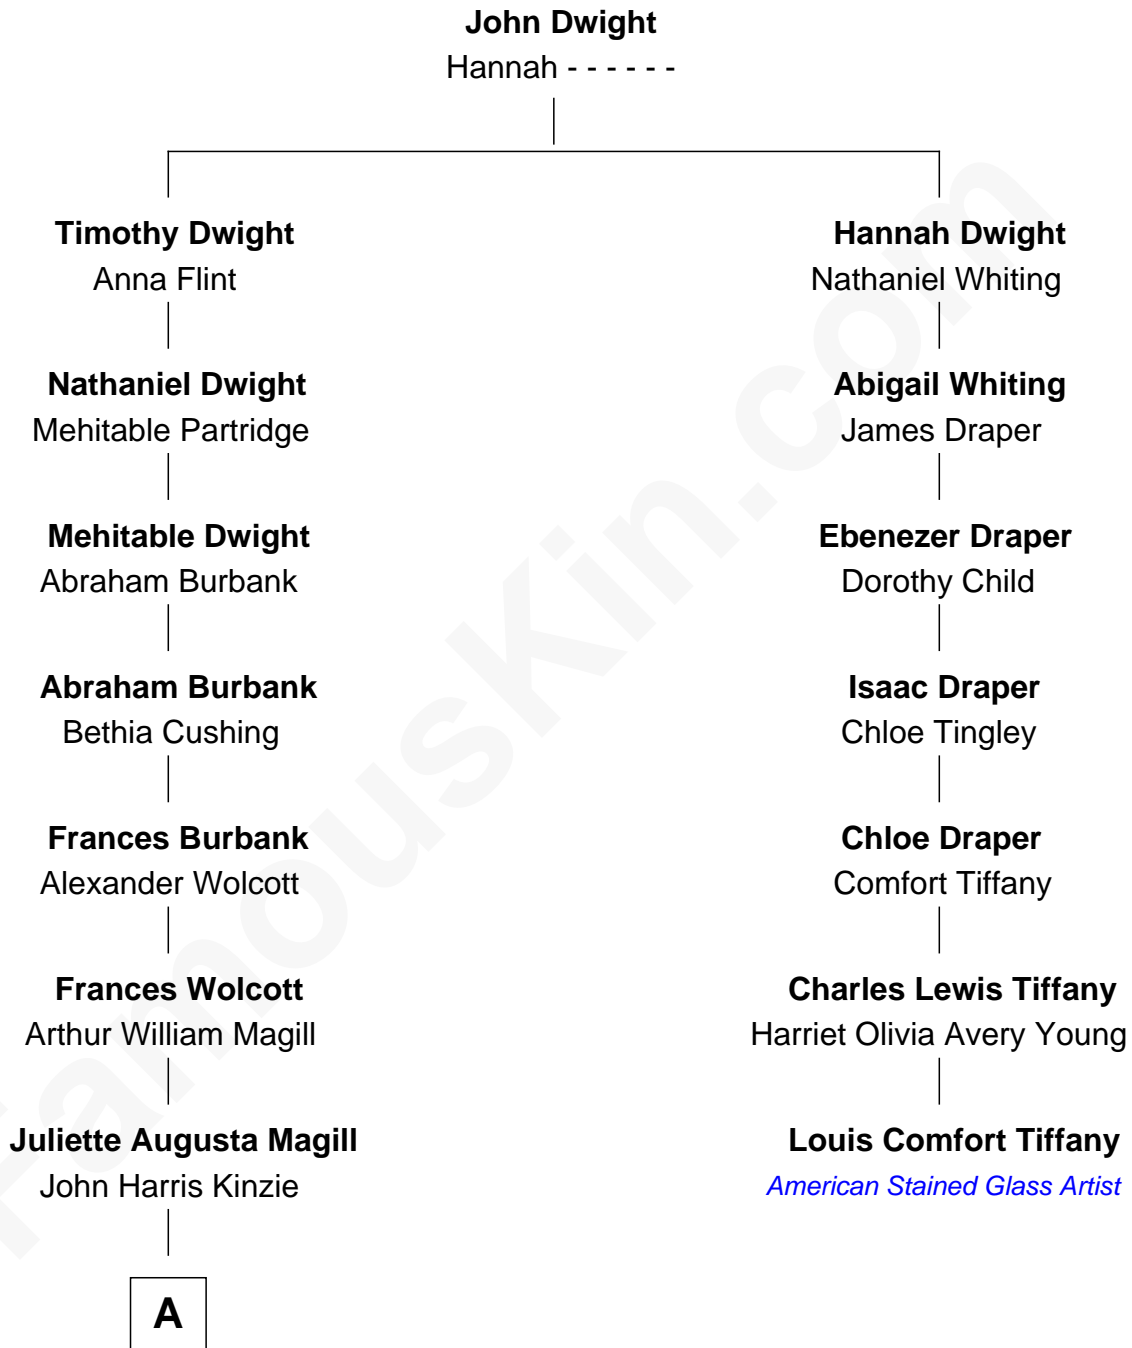 John Dwight
Hannah - - - - - -
Timothy Dwight
Anna Flint
Hannah Dwight
Nathaniel Whiting
Nathaniel Dwight
Mehitable Partridge
Abigail Whiting
James Draper
Mehitable Dwight
Abraham Burbank
Ebenezer Draper
Dorothy Child
Abraham Burbank
Bethia Cushing
Isaac Draper
Chloe Tingley
Frances Burbank
Alexander Wolcott
Chloe Draper
Comfort Tiffany
Frances Wolcott
Arthur William Magill
Charles Lewis Tiffany
Harriet Olivia Avery Young
Juliette Augusta Magill
John Harris Kinzie
Louis Comfort Tiffany
American Stained Glass Artist
A
FamousKin.com